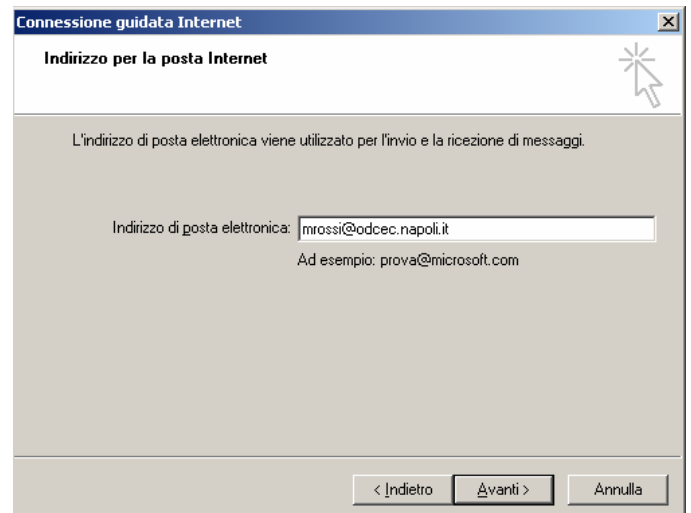 Connessione guidata Internet
Indirizzo per la posta Internet
L'indirizzo di posta elettronica viene utilizzato per l'invio e la ricezione di messaggi.
Indirizzo di posta elettronica: mrossi@odcec.napoli.it
Ad esempio: prova@microsoft.com
< Indietro Avanti > Annulla